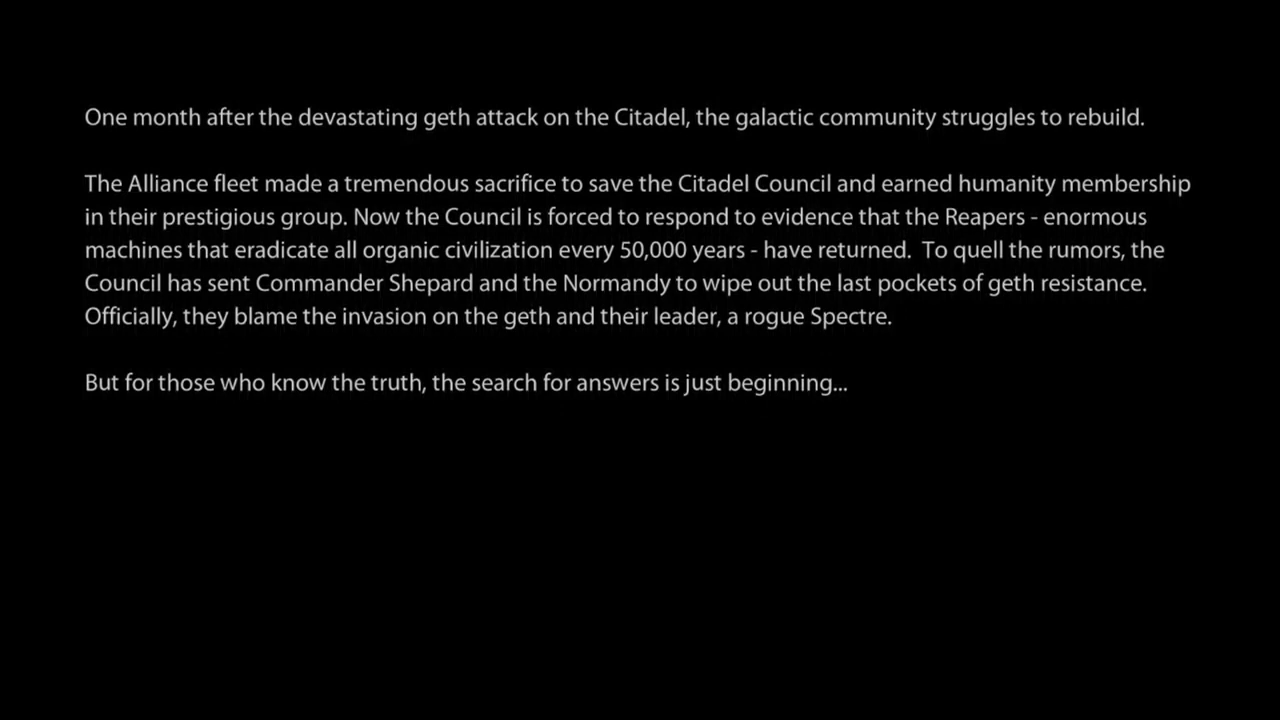 One month after the devastating geth attack on the Citadel, the galactic community struggles to rebuild.
The Alliance fleet made a tremendous sacrifice to save the Citadel Council and earned humanity membership
in their prestigious group. Now the Council is forced to respond to evidence that the Reapers - enormous
machines that eradicate all organic civilization every 50,000 years - have returned.  To quell the rumors, the
Council has sent Commander Shepard and the Normandy to wipe out the last pockets of geth resistance.
Officially, they blame the invasion on the geth and their leader, a rogue Spectre.
But for those who know the truth, the search for answers is just beginning...